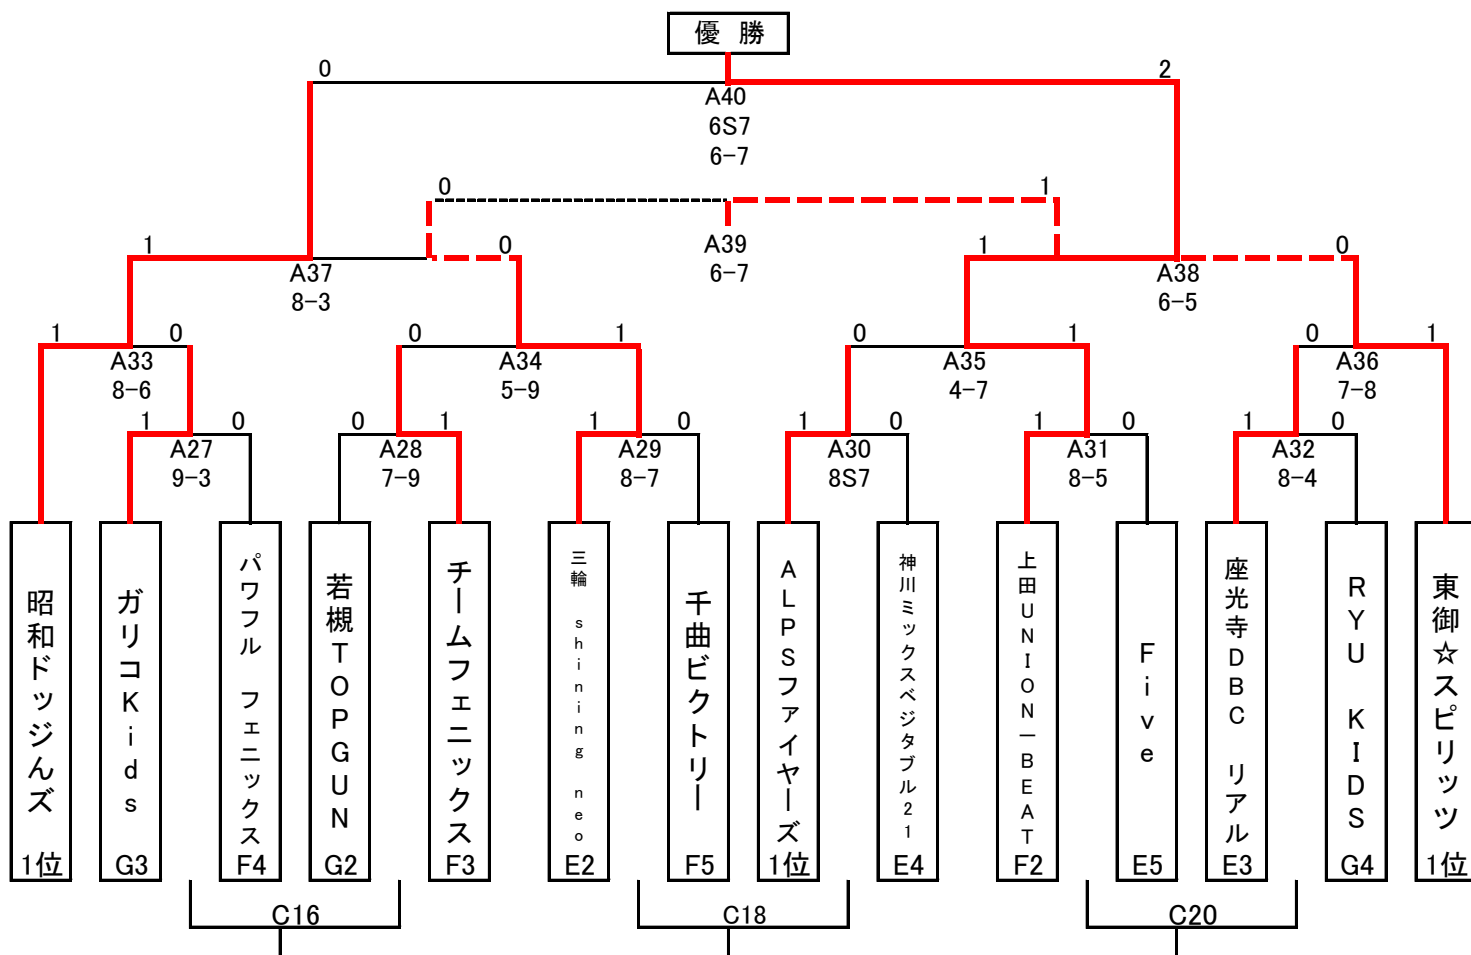 優 勝
0 2
A40
6S7
6-7
0 1
A39
6-7
1 0 1 0
A37 A38
8-3 6-5
1 0 0 1 0 1 0 1
A33 A34 A35 A36
8-6 5-9 4-7 7-8
1 0 0 1 1 0 1 0 1 0 1 0
A27 A28 A29 A30 A31 A32
9-3 7-9 8-7 8S7 8-5 8-4
昭和ドッジんズ
1位
ガリコKids
G3
パワフル フェニックス
F4
若槻TOPGUN
G2
チームフェニックス
F3
三輪 shining neo
E2
千曲ビクトリー
F5
ALPSファイヤーズ
1位
神川ミックスベジタブル21
E4
上田UNION―BEAT
F2
Five
E5
座光寺DBC リアル
E3
RYU KIDS
G4
東御☆スピリッツ
1位
C16 C18 C20